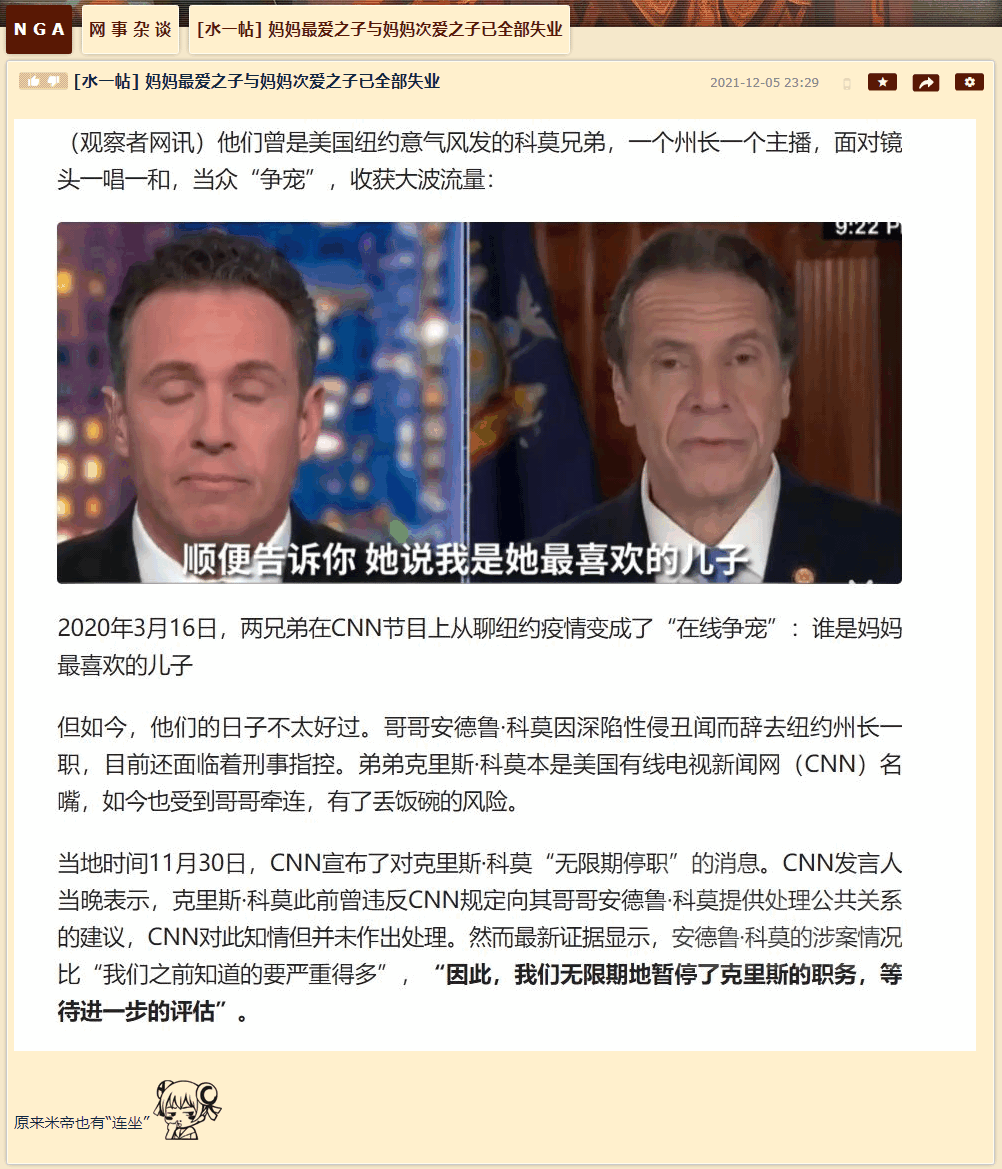 NGA
网事杂谈
[水一帖] 妈妈最爱之子与妈妈次爱之子已全部失业
[水一帖] 妈妈最爱之子与妈妈次爱之子已全部失业
2021-12-05 23:29
（观察者网讯）他们曾是美国纽约意气风发的科莫兄弟，一个州长一个主播，面对镜
头一唱一和，当众“争宠”，收获大波流量：
9:22 P
顺便告诉你 她说我是她最喜欢的儿子
2020年3月16日，两兄弟在CNN节目上从聊纽约疫情变成了“在线争宠”：谁是妈妈
最喜欢的儿子
但如今，他们的日子不太好过。哥哥安德鲁·科莫因深陷性侵丑闻而辞去纽约州长一
职，目前还面临着刑事指控。弟弟克里斯·科莫本是美国有线电视新闻网（CNN）名
嘴，如今也受到哥哥牵连，有了丢饭碗的风险。
当地时间11月30日，CNN宣布了对克里斯·科莫“无限期停职”的消息。CNN发言人
当晚表示，克里斯·科莫此前曾违反CNN规定向其哥哥安德鲁·科莫提供处理公共关系
的建议，CNN对此知情但并未作出处理。然而最新证据显示，安德鲁·科莫的涉案情况
比“我们之前知道的要严重得多”，“因此，我们无限期地暂停了克里斯的职务，等
待进一步的评估”。
原来米帝也有“连坐”